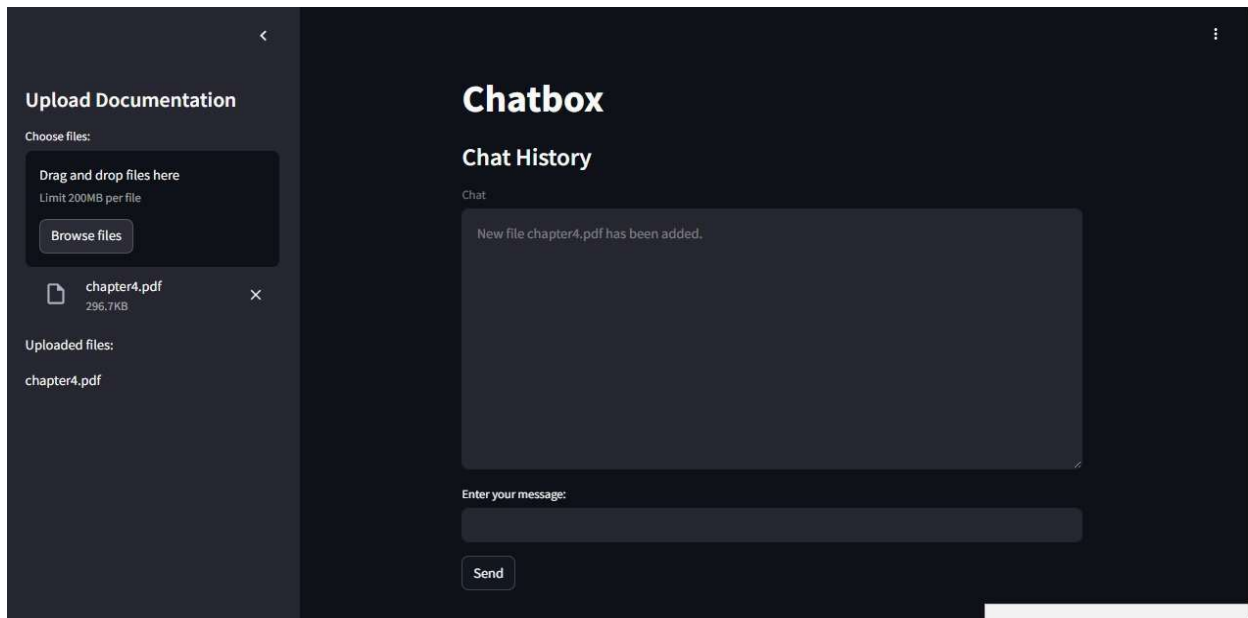 Upload Documentation
Choose files:
Drag and drop files here
Limit 200MB per file
Browse files
chapter4.pdf
296.7KB
Uploaded files:
chapter4.pdf
Chatbox
Chat History
Chat
New file chapter4.pdf has been added.
Enter your message:
Send